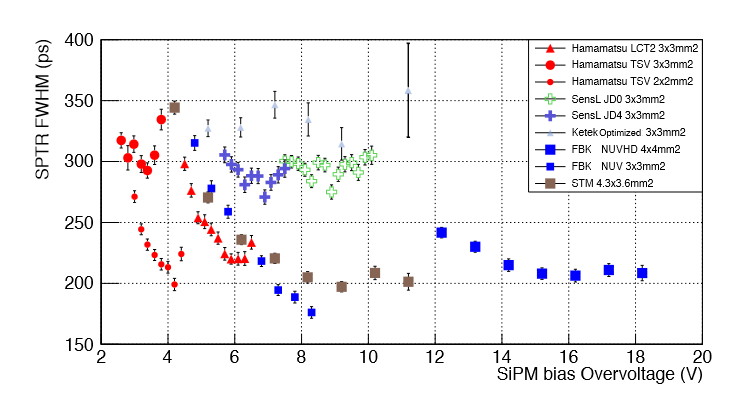 SPTR FWHM (ps)
400
350
300
250
200
150
Hamamatsu LCT2 3x3mm2
Hamamatsu TSV 3x3mm2
Hamamatsu TSV 2x2mm2
SensL JD0 3x3mm2
SensL JD4 3x3mm2
Ketek Optimized 3x3mm2
FBK NUVHD 4x4mm2
FBK NUV 3x3mm2
STM 4.3x3.6mm2
2 4 6 8 10 12 14 16 18 20
SiPM bias Overvoltage (V)